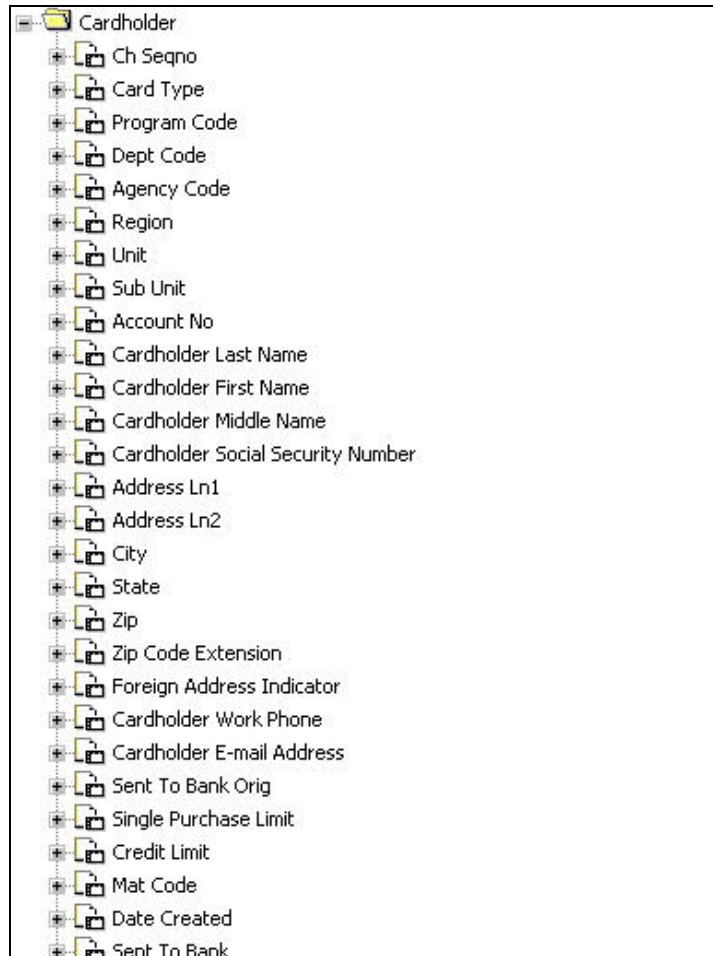 Cardholder
Ch Seqno
Card Type
Program Code
Dept Code
Agency Code
Region
Unit
Sub Unit
Account No
Cardholder Last Name
Cardholder First Name
Cardholder Middle Name
Cardholder Social Security Number
Address Ln1
Address Ln2
City
State
Zip
Zip Code Extension
Foreign Address Indicator
Cardholder Work Phone
Cardholder E-mail Address
Sent To Bank Orig
Single Purchase Limit
Credit Limit
Mat Code
Date Created
Sent To Bank